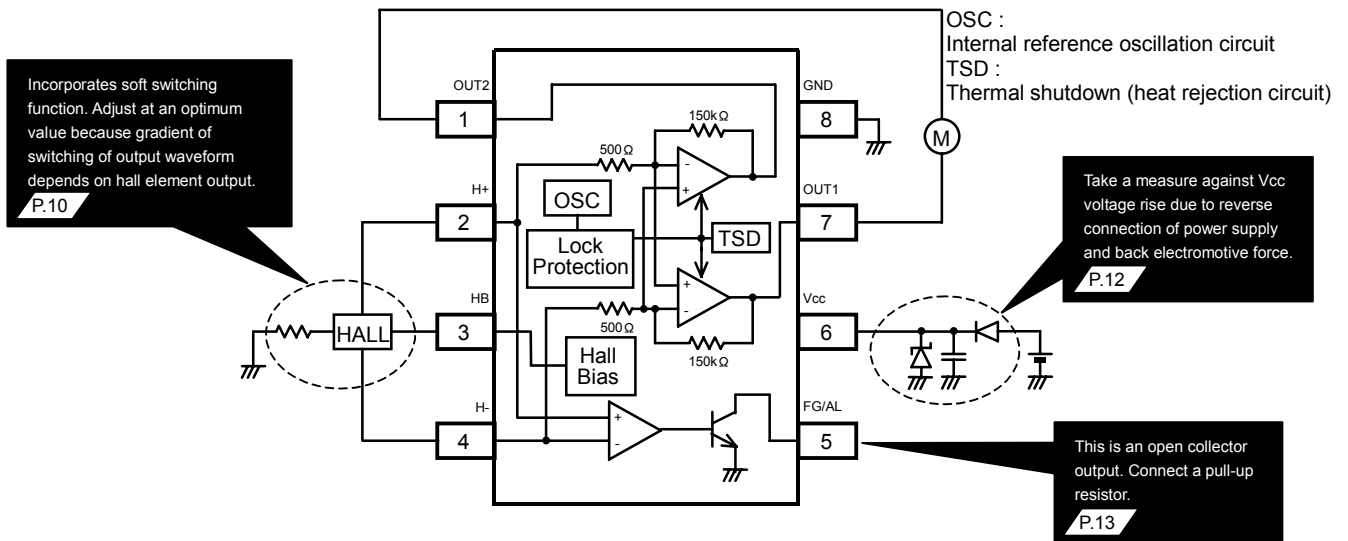 OSC :
Internal reference oscillation circuit
TSD :
Thermal shutdown (heat rejection circuit)
Incorporates soft switching
function. Adjust at an optimum
value because gradient of
switching of output waveform
depends on hall element output.
P.10
OUT2
1
H+
2
HB
3
H-
4
HALL
500Ω
150kΩ
-
+
OSC
Lock
Protection
TSD
+
-
500Ω
150kΩ
Hall
Bias
+
-
GND
8
OUT1
7
Vcc
6
FG/AL
5
M
Take a measure against Vcc
voltage rise due to reverse
connection of power supply
and back electromotive force.
P.12
This is an open collector
output. Connect a pull-up
resistor.
P.13